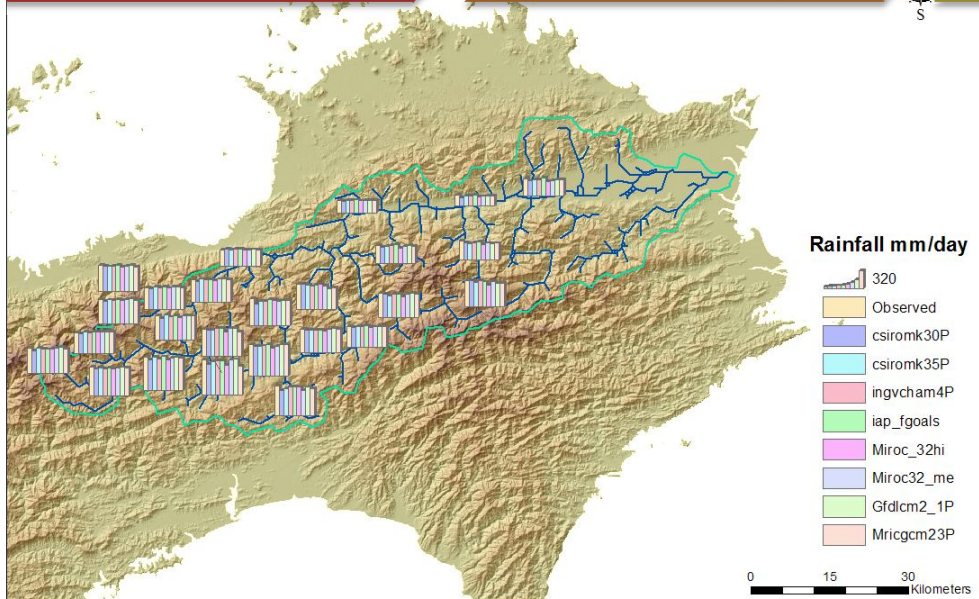 S
Rainfall mm/day
320
Observed
csiromk30P
csiromk35P
ingvcham4P
iap_fgoals
Miroc_32hi
Miroc32_me
Gfdlcm2_1P
Mricgcm23P
0 15 30
Kilometers